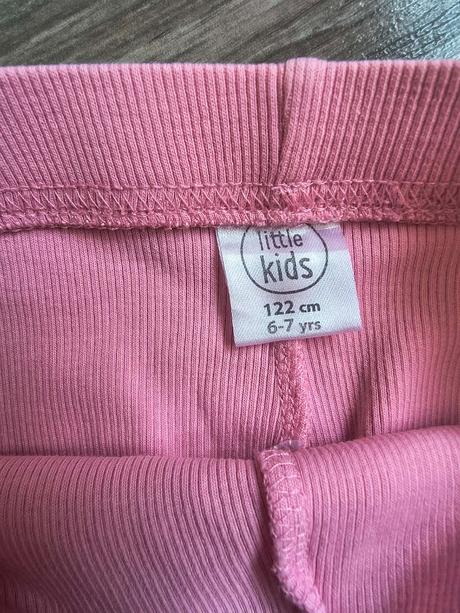 little
kids
122 cm
6-7 yrs